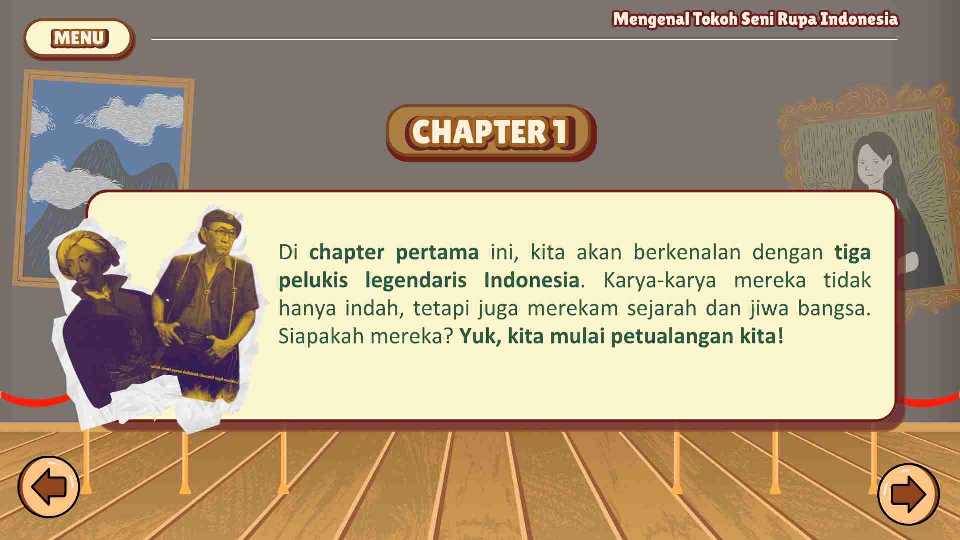 Mengenal Tokoh Seni Rupa Indonesia
MENU
CHAPTER 1
Di chapter pertama ini, kita akan berkenalan dengan tiga
pelukis legendaris Indonesia. Karya-karya mereka tidak
hanya indah, tetapi juga merekam sejarah dan jiwa bangsa.
Siapakah mereka? Yuk, kita mulai petualangan kita!